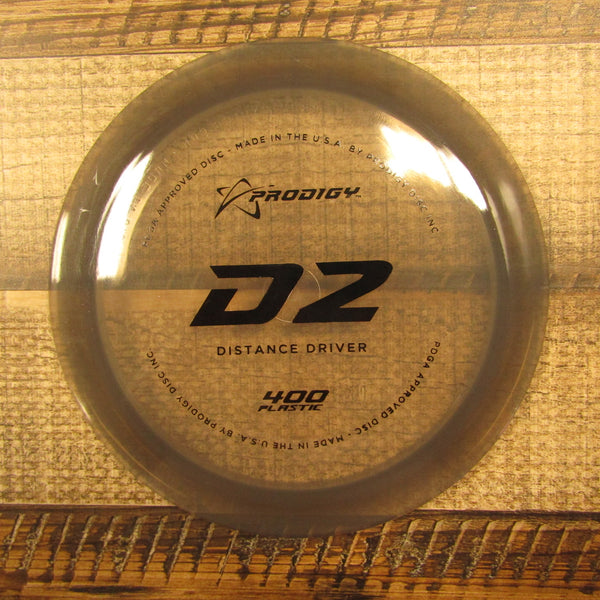 PDGA APPROVED DISC - MADE IN THE U.S.A. BY PRODIGY DISC INC.
PRODIGY
D2
DISTANCE DRIVER
400
PLASTIC
PDGA APPROVED DISC - MADE IN THE U.S.A. BY PRODIGY DISC INC.